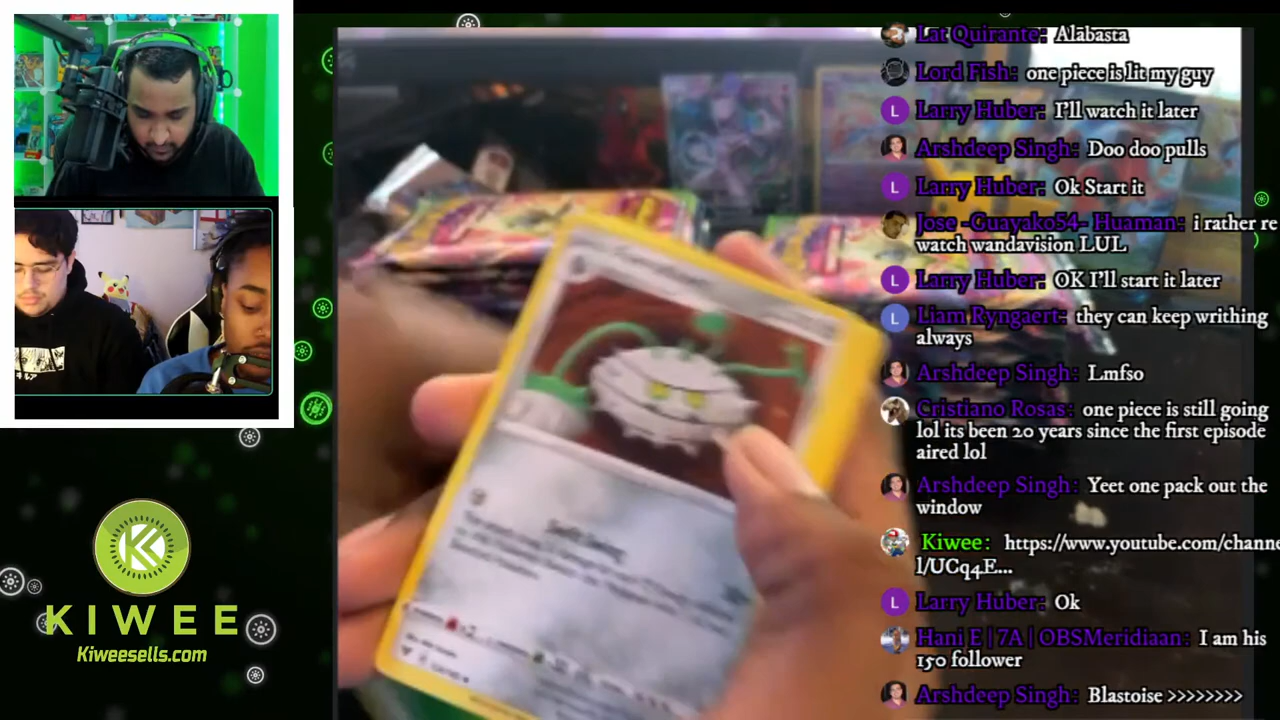 Lat Quirante: Alabasta
Lord Fish: one piece is lit my guy
L
Larry Huber: I'll watch it later
Arshdeep Singh: Doo doo pulls
L
Larry Huber: Ok Start it
Jose -Guayako54- Huaman: i rather re
watch wandavision LUL
L
Larry Huber: OK I'll start it later
L
Liam Ryngaert- they can keep writhing
always
Arshdeep Singh: Lmfso
Cristiano Rosas: one piece is still going
lol its been 20 years since the first episode
aired lol
Arshdeep Singh: Yeet one pack out the
window
Kiwee: https://www.youtube.com/channe
l/UCq4E...
L
Larry Huber: Ok
Hani E | 7A | OBSMeridiaan: I am his
150 follower
Arshdeep Singh: Blastoise >>>>>>>>
K
KIWEE
Kiweesells.com